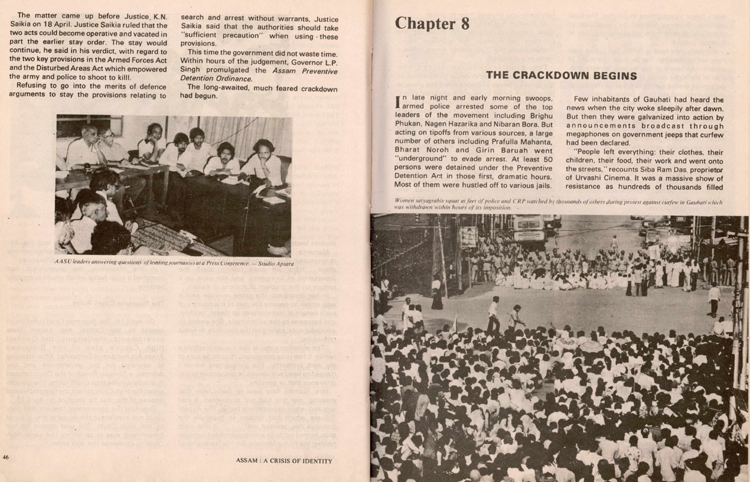 The matter came up before Justice K.N.
Saikia on 18 April. Justice Saikia ruled that the
two acts could become operative and vacated in
part the earlier stay order. The stay would
continue, he said in his verdict, with regard to
the two key provisions in the Armed Forces Act
and the Disturbed Areas Act which empowered
the army and police to shoot to killl.
Refusing to go into the merits of defence
arguments to stay the provisions relating to
search and arrest without warrants, Justice
Saikia said that the authorities should take
"sufficient precaution" when using these
provisions.
This time the government did not waste time.
Within hours of the judgement, Governor L.P.
Singh promulgated the Assam Preventive
Detention Ordinance.
The long-awaited, much feared crackdown
had begun.
AASU leaders answering questions of leading journalists at a Press Conference. — Studio Apsara
46
ASSAM : A CRISIS OF IDENTITY
Chapter 8
THE CRACKDOWN BEGINS
In late night and early morning swoops,
armed police arrested some of the top
leaders of the movement including Brighu
Phukan, Nagen Hazarika and Nibaran Bora. But
acting on tipoffs from various sources, a large
number of others including Prafulla Mahanta,
Bharat Noroh and Girin Baruah went
"underground" to evade arrest. At least 50
persons were detained under the Preventive
Detention Act in those first, dramatic hours.
Most of them were hustled off to various jails.
Few inhabitants of Gauhati had heard the
news when the city woke sleepily after dawn.
But then they were galvanized into action by
announcements broadcast through
megaphones on government jeeps that curfew
had been declared.
"People left everything: their clothes, their
children, their food, their work and went onto
the streets," recounts Siba Ram Das, proprietor
of Urvashi Cinema. It was a massive show of
resistance as hundreds of thousands filled
Women satyagrahis squat at feet of police and CRP watched by thousands of others during protest against curfew in Gauhati which
was withdrawn within hours of its imposition.